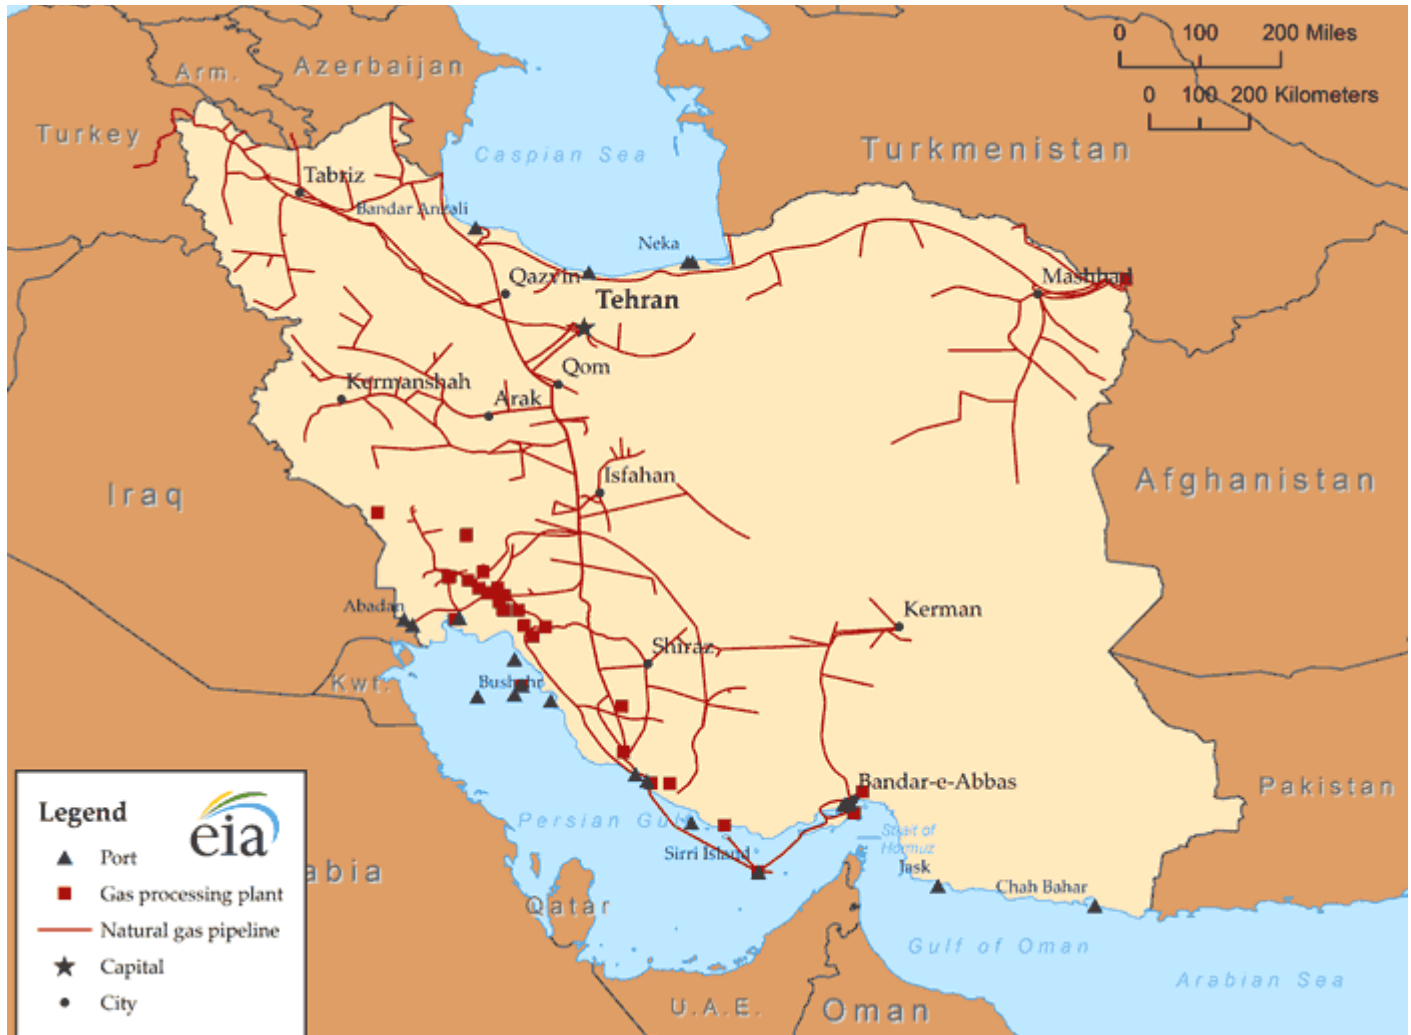 0 100 200 Miles
0 100 200 Kilometers
Arm.
Azerbaijan
Turkey
Caspian Sea
Turkmenistan
Tabriz
Bandar Anzali
Neka
Qazvin
Mashhad
Tehran
Qom
Kermanshah
Arak
Isfahan
Iraq
Afghanistan
Abadan
Kerman
Shiraz
Kwt.
Bushehr
Bandar-e-Abbas
Pakistan
Persian Gulf
Strait of
Hormuz
Sirri Island
Jask
Chah Bahar
abia
Qatar
Gulf of Oman
Arabian Sea
U.A.E.
Oman
Legend
eia
Port
Gas processing plant
Natural gas pipeline
Capital
City